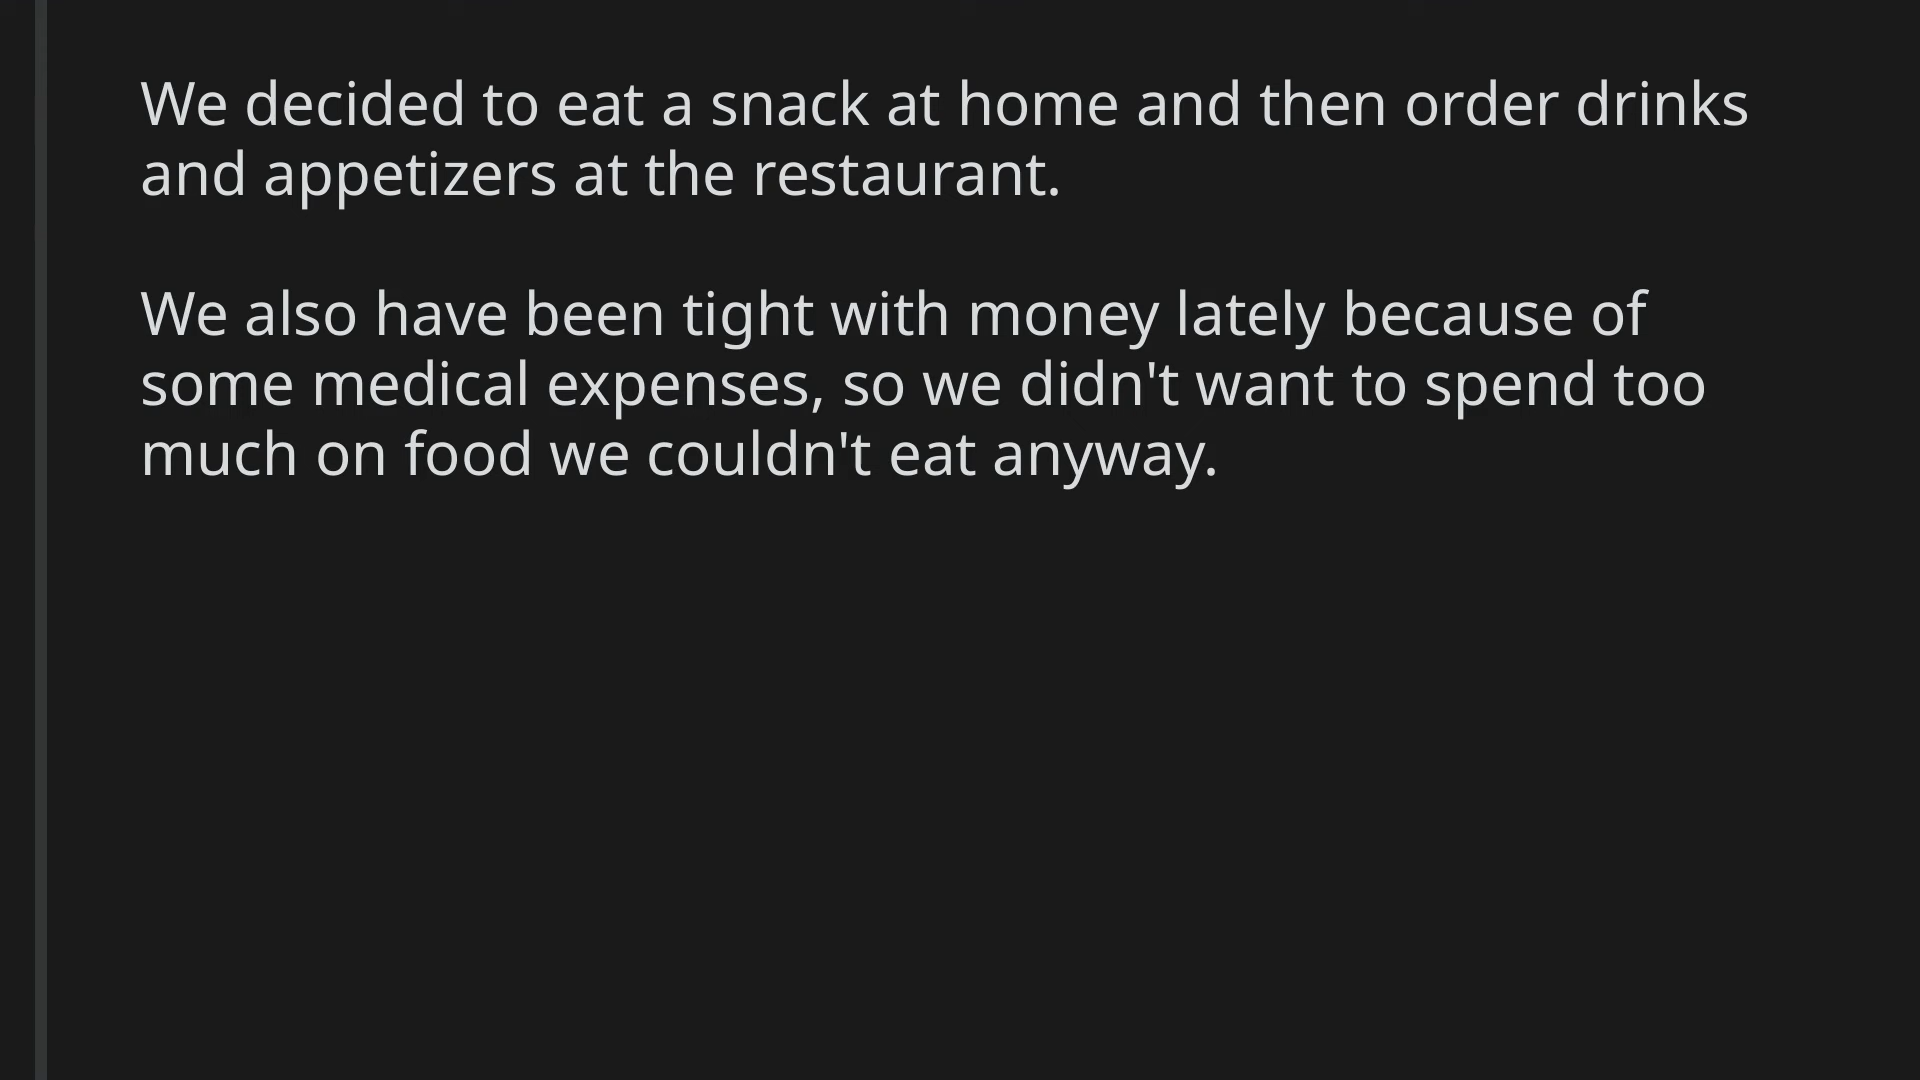 We decided to eat a snack at home and then order drinks
and appetizers at the restaurant.
We also have been tight with money lately because of
some medical expenses, so we didn't want to spend too
much on food we couldn't eat anyway.